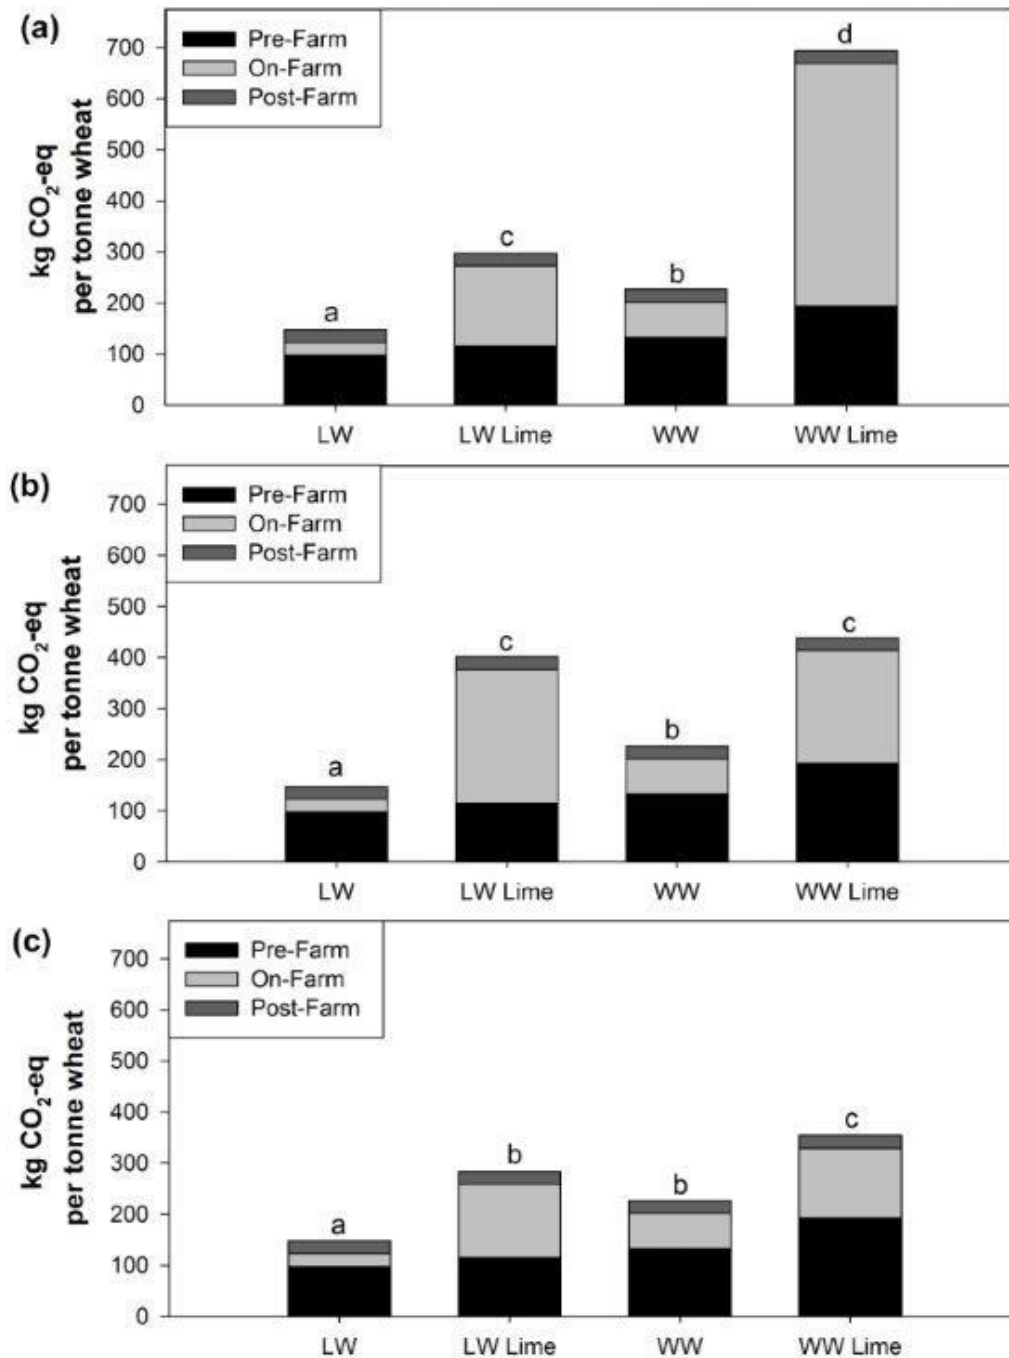 (a)
Pre-Farm
On-Farm
Post-Farm
kg CO₂-eq
per tonne wheat
700
600
500
400
300
200
100
0
a
c
b
d
LW
LW Lime
WW
WW Lime
(b)
Pre-Farm
On-Farm
Post-Farm
kg CO₂-eq
per tonne wheat
700
600
500
400
300
200
100
0
a
c
b
c
LW
LW Lime
WW
WW Lime
(c)
Pre-Farm
On-Farm
Post-Farm
kg CO₂-eq
per tonne wheat
700
600
500
400
300
200
100
0
a
b
b
c
LW
LW Lime
WW
WW Lime